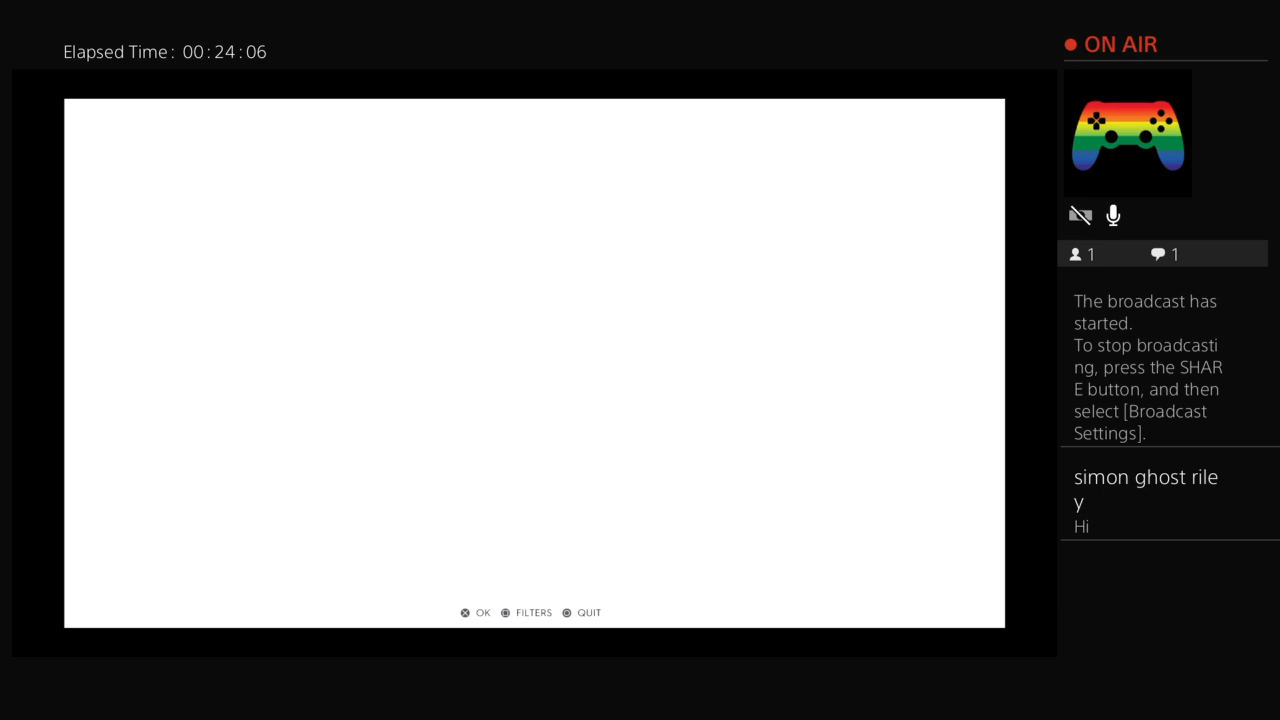 Elapsed Time: 00:24:06
ON AIR
1 1
The broadcast has
started.
To stop broadcasti
ng, press the SHAR
E button, and then
select [Broadcast
Settings].
simon ghost rile
y
Hi
OK FILTERS QUIT